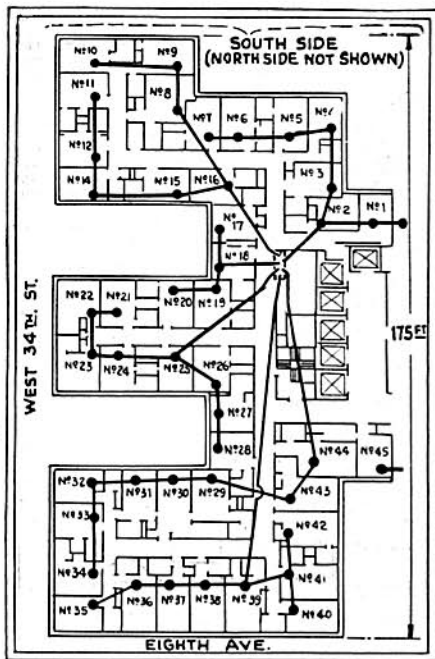 SOUTH SIDE
(NORTH SIDE NOT SHOWN)
No10
No9
No11
No8
No7
No6
No5
No4
No12
No3
No14
No15
No16
No2
No1
No17
No18
No22
No21
No20
No19
WEST 34TH. ST.
175 FT
No23
No24
No25
No26
No27
No28
No44
No45
No32
No31
No30
No29
No43
No33
No42
No34
No41
No35
No36
No37
No38
No39
No40
EIGHTH AVE.